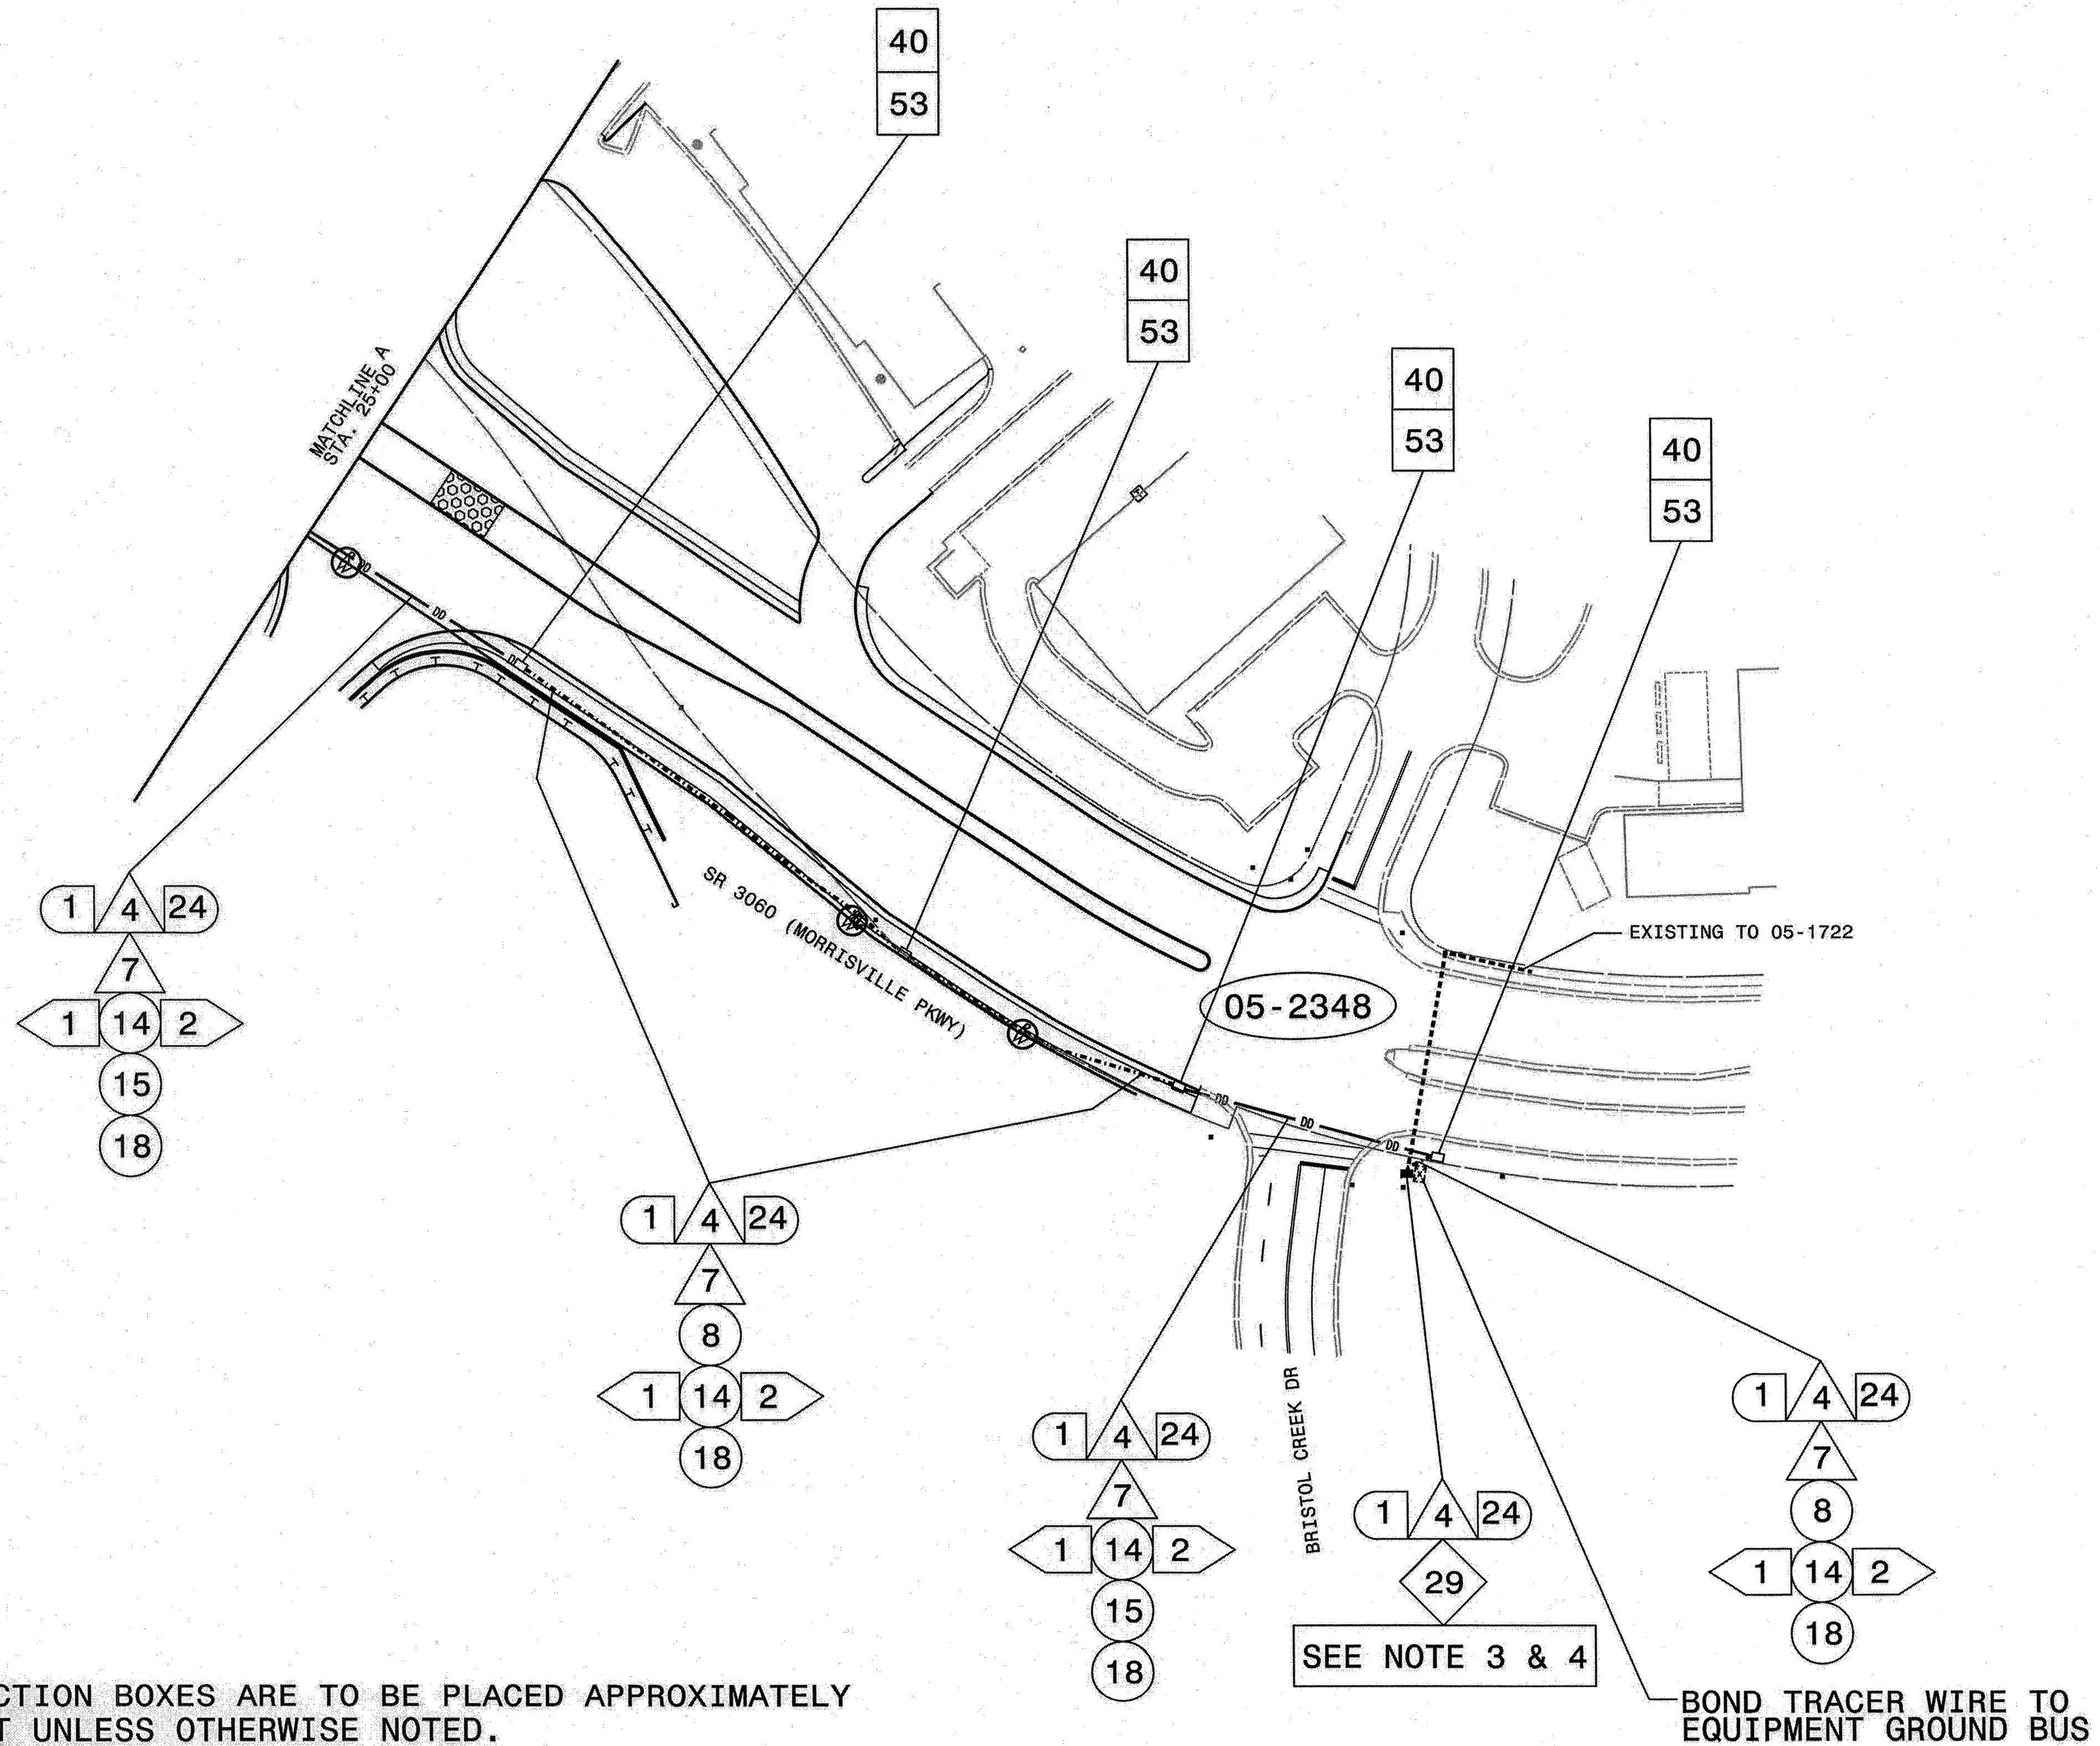 40
53
40
53
40
53
40
53
MATCHLINE A
STA. 25+00
DD
DD
DD
SR 3060 (MORRISVILLE PKWY)
EXISTING TO 05-1722
05-2348
DD
DD
DD
1 4 24
7
1 14 2
15
18
1 4 24
7
8
1 14 2
18
1 4 24
7
1 14 2
15
18
BRISTOL CREEK DR
1 4 24
29
SEE NOTE 3 & 4
1 4 24
7
8
1 14 2
18
BOND TRACER WIRE TO
EQUIPMENT GROUND BUS
CTION BOXES ARE TO BE PLACED APPROXIMATELY
T UNLESS OTHERWISE NOTED.